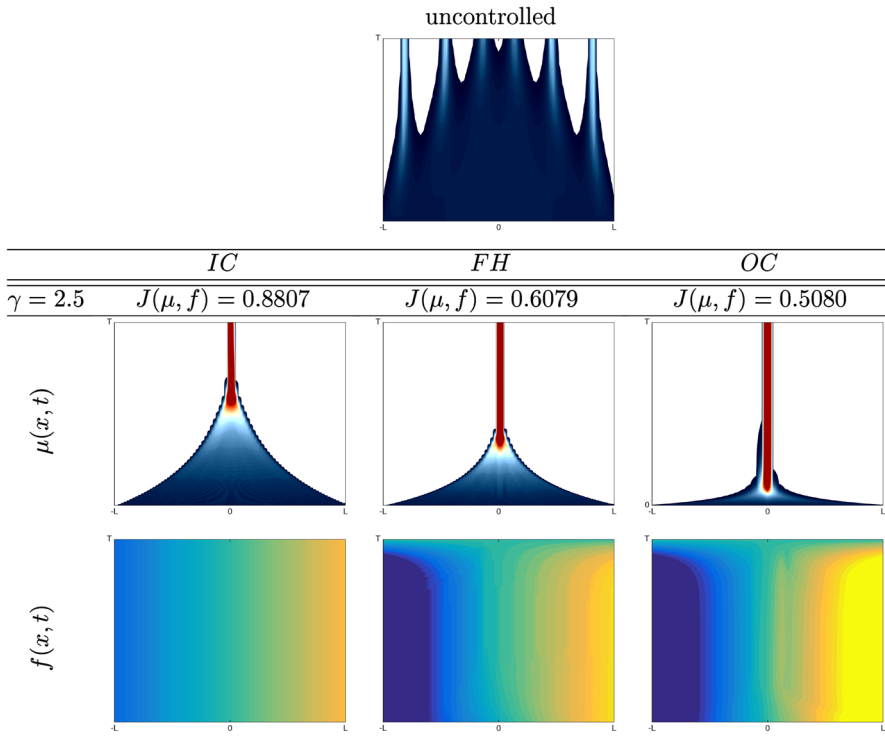 uncontrolled
T
-L 0 L
IC FH OC
γ = 2.5 J(μ, f) = 0.8807 J(μ, f) = 0.6079 J(μ, f) = 0.5080
μ(x, t)
T T T
0
-L 0 L -L 0 L -L 0 L
f(x, t)
T T T
-L 0 L -L 0 L -L 0 L